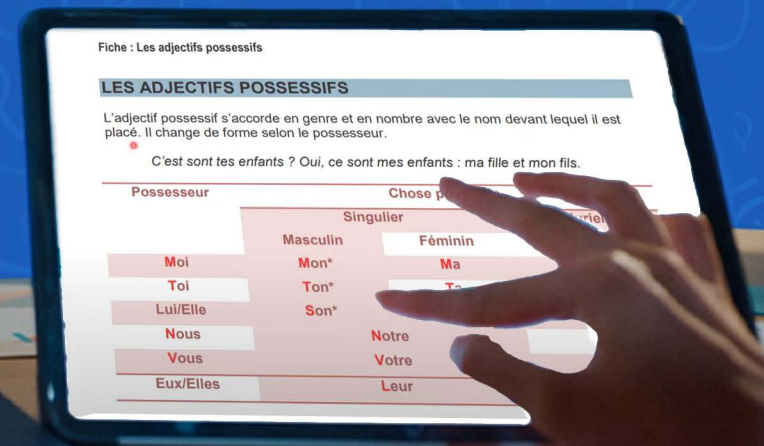 Fiche : Les adjectifs possessifs
LES ADJECTIFS POSSESSIFS
L'adjectif possessif s'accorde en genre et en nombre avec le nom devant lequel il est
placé. Il change de forme selon le possesseur.
C'est sont tes enfants ? Oui, ce sont mes enfants : ma fille et mon fils.
Possesseur Chose
Singulier
Masculin Féminin
Moi Mon* Ma
Toi Ton*
Lui/Elle Son*
Nous Notre
Vous Votre
Eux/Elles Leur